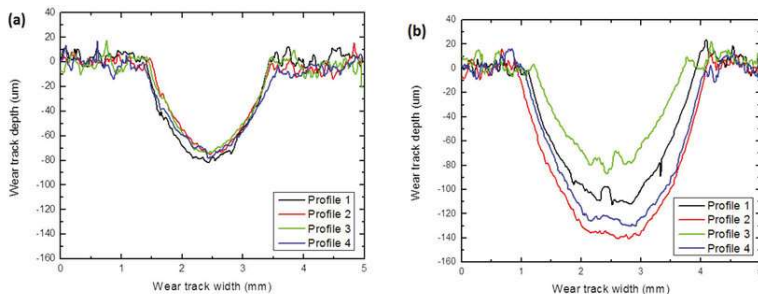 (a)
40
20
0
-20
-40
-60
-80
-100
-120
-140
-160
Wear track depth (um)
Profile 1
Profile 2
Profile 3
Profile 4
0 1 2 3 4 5
Wear track width (mm)
(b)
40
20
0
-20
-40
-60
-80
-100
-120
-140
-160
Wear track depth (um)
Profile 1
Profile 2
Profile 3
Profile 4
0 1 2 3 4 5
Wear track width (mm)